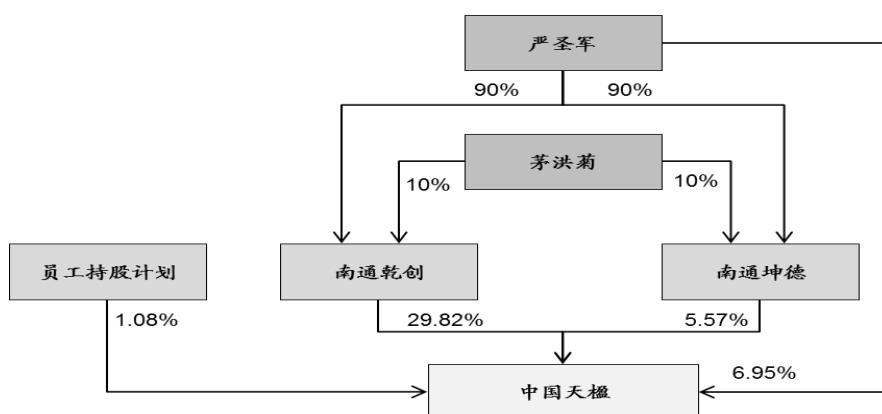 严圣军
90%
90%
茅洪菊
10%
10%
员工持股计划
南通乾创
南通坤德
1.08%
29.82%
5.57%
中国天楹
6.95%